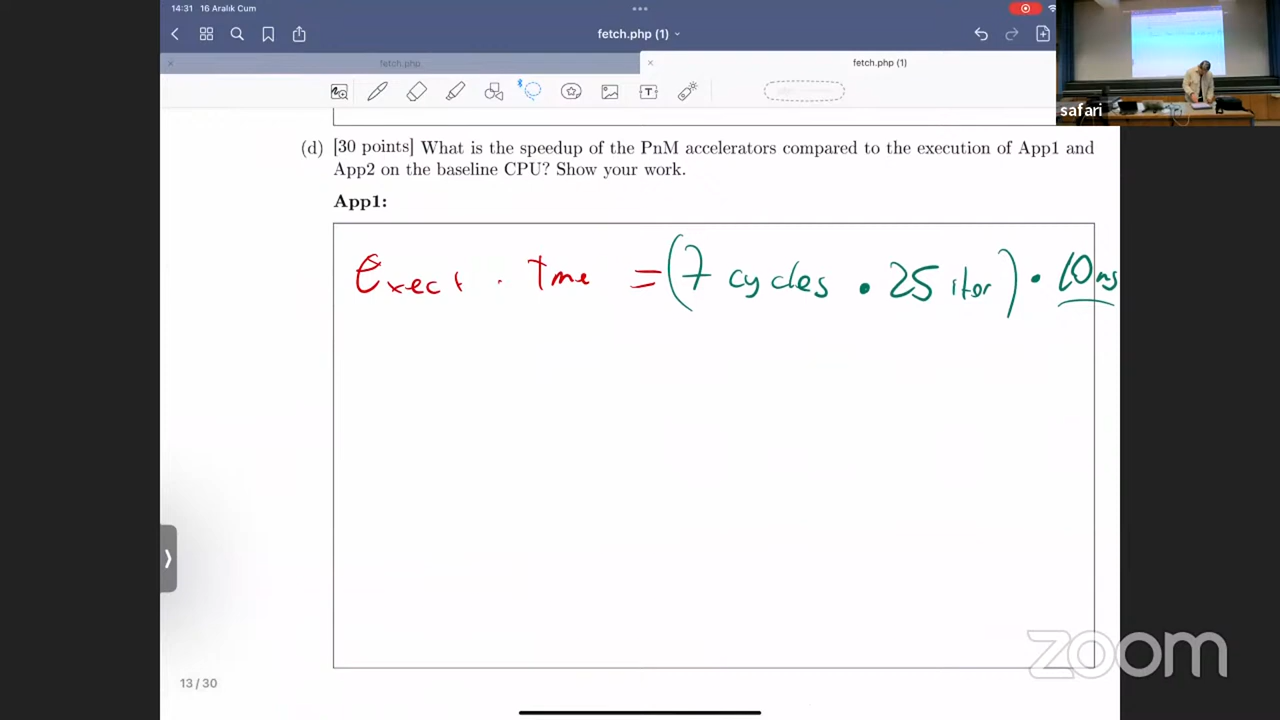 14:31 16 Aralık Cum
fetch.php (1)
fetch.php
fetch.php (1)
safari
(d) [30 points] What is the speedup of the PnM accelerators compared to the execution of App1 and
App2 on the baseline CPU? Show your work.
App1:
Exect. Tme = (7 cycles • 25 iter) • 10ns
13 / 30
zoom